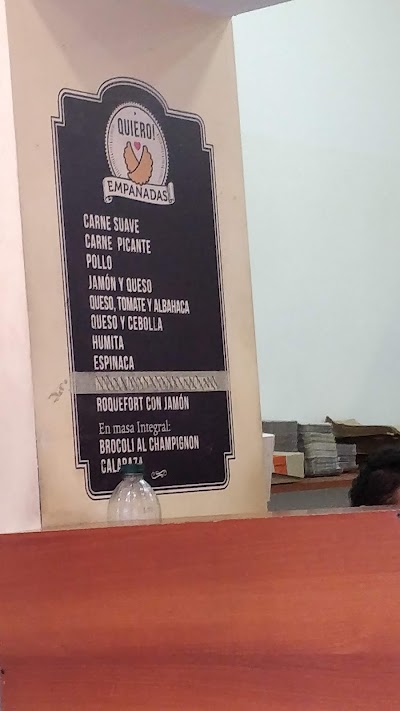 QUIERO!
EMPANADAS
CARNE SUAVE
CARNE PICANTE
POLLO
JAMÓN Y QUESO
QUESO, TOMATE Y ALBAHACA
QUESO Y CEBOLLA
HUMITA
ESPINACA
ROQUEFORT CON JAMÓN
En masa Integral:
BROCOLI AL CHAMPIGNON
CALABAZA